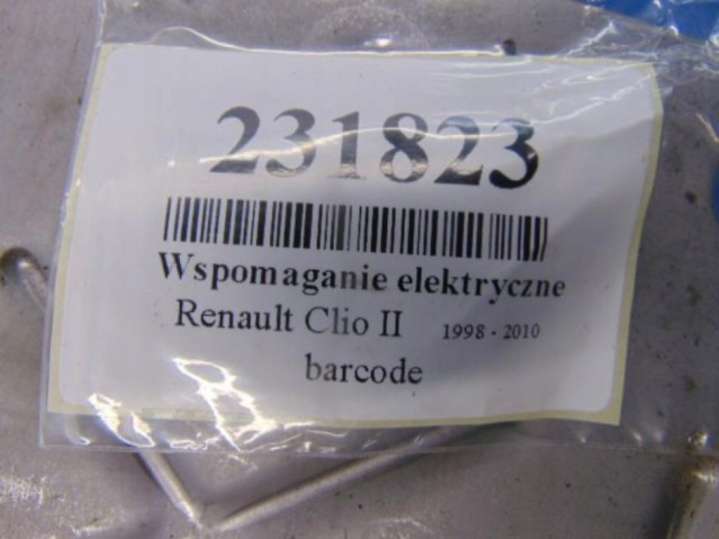 231823
Wspomaganie elektryczne
Renault Clio II 1998 - 2010
barcode